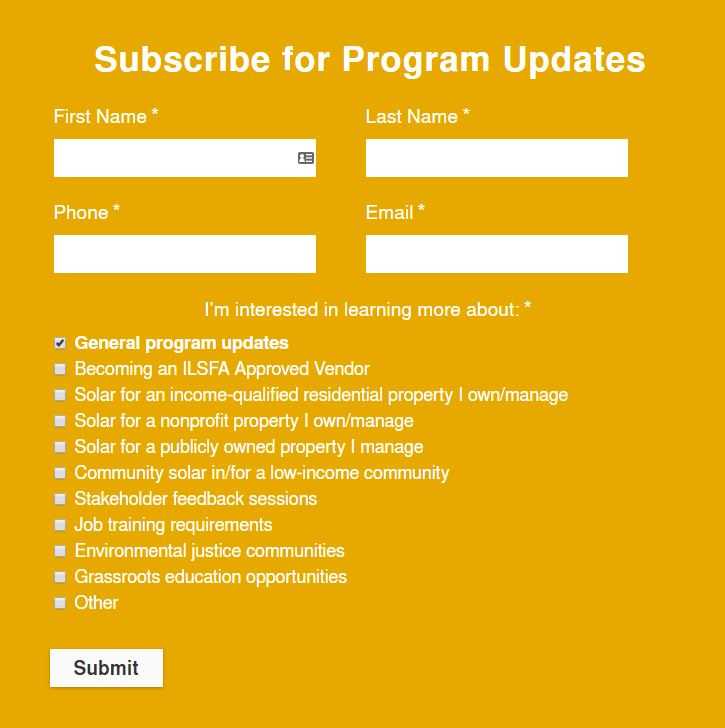 Subscribe for Program Updates
First Name *
Last Name *
Phone *
Email *
I'm interested in learning more about: *
General program updates
Becoming an ILSFA Approved Vendor
Solar for an income-qualified residential property I own/manage
Solar for a nonprofit property I own/manage
Solar for a publicly owned property I manage
Community solar in/for a low-income community
Stakeholder feedback sessions
Job training requirements
Environmental justice communities
Grassroots education opportunities
Other
Submit